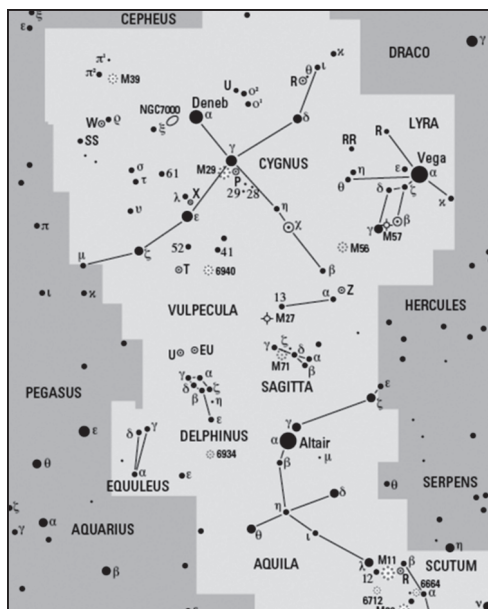 CEPHEUS
ξ
ε
DRACO
γ
π¹
π²
M39
U
ο²
ο¹
R
θ
ι
κ
NGC7000
Deneb
α
δ
W
ϱ
ξ
SS
LYRA
R
RR
Vega
α
ε
γ
CYGNUS
M29
P
29
28
η
θ
η
δ
ζ
κ
σ
τ
61
λ
X
ε
υ
χ
γ
β
M57
M56
π
52
41
μ
ζ
T
6940
β
ι
κ
13
α
Z
VULPECULA
M27
HERCULES
U
EU
γ
ζ
δ
α
β
M71
γ
α
δ
ζ
β
η
SAGITTA
PEGASUS
ε
ζ
ε
γ
δ
γ
ε
DELPHINUS
α
Altair
β
μ
6934
θ
α
ε
EQUULEUS
θ
SERPENS
ζ
γ
α
AQUARIUS
η
δ
θ
ι
η
β
AQUILA
λ
M11
12
β
R
SCUTUM
6664
α
6712
γ